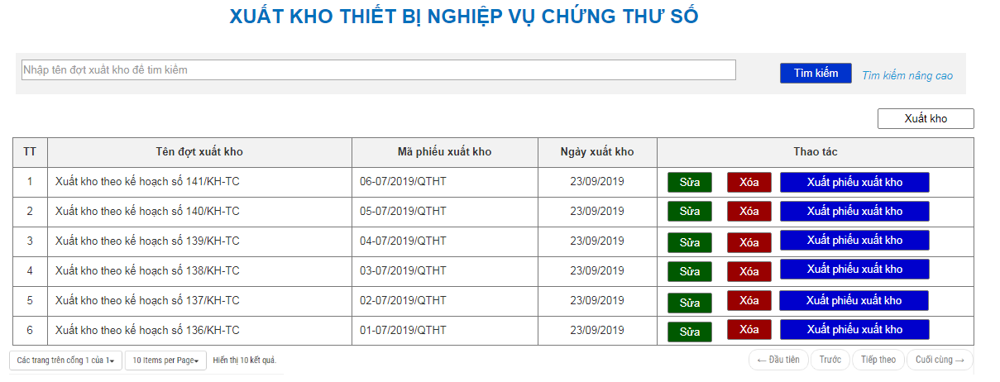 XUẤT KHO THIẾT BỊ NGHIỆP VỤ CHỨNG THƯ SỐ
Nhập tên đợt xuất kho để tìm kiếm Tìm kiếm Tìm kiếm nâng cao
Xuất kho
TT Tên đợt xuất kho Mã phiếu xuất kho Ngày xuất kho Thao tác
1 Xuất kho theo kế hoạch số 141/KH-TC 06-07/2019/QTHT 23/09/2019 Sửa Xóa Xuất phiếu xuất kho
2 Xuất kho theo kế hoạch số 140/KH-TC 05-07/2019/QTHT 23/09/2019 Sửa Xóa Xuất phiếu xuất kho
3 Xuất kho theo kế hoạch số 139/KH-TC 04-07/2019/QTHT 23/09/2019 Sửa Xóa Xuất phiếu xuất kho
4 Xuất kho theo kế hoạch số 138/KH-TC 03-07/2019/QTHT 23/09/2019 Sửa Xóa Xuất phiếu xuất kho
5 Xuất kho theo kế hoạch số 137/KH-TC 02-07/2019/QTHT 23/09/2019 Sửa Xóa Xuất phiếu xuất kho
6 Xuất kho theo kế hoạch số 136/KH-TC 01-07/2019/QTHT 23/09/2019 Sửa Xóa Xuất phiếu xuất kho
Các trang trên cổng 1 của 1 10 Items per Page Hiển thị 10 kết quả. ← Đầu tiên Trước Tiếp theo Cuối cùng →